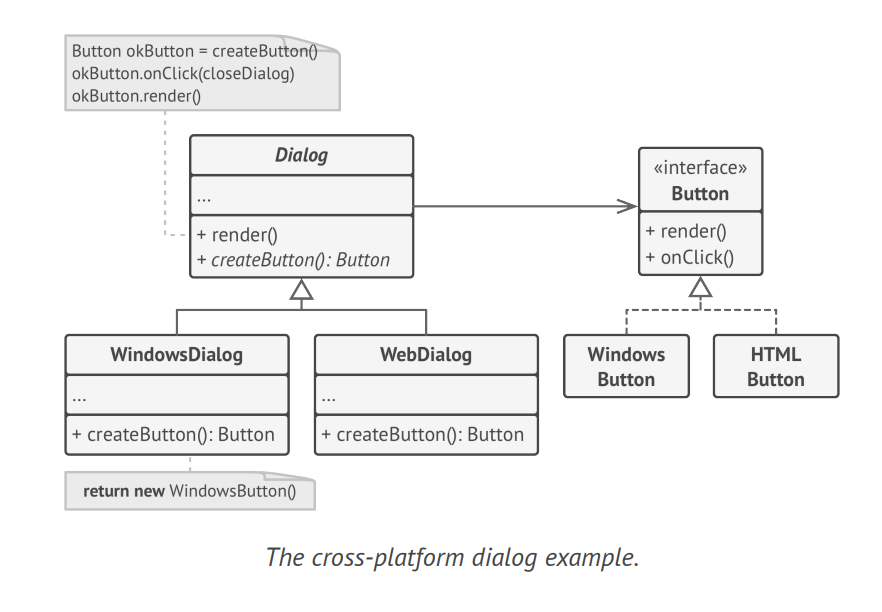 Button okButton = createButton()
okButton.onClick(closeDialog)
okButton.render()
Dialog
...
+ render()
+ createButton(): Button
«interface»
Button
+ render()
+ onClick()
WindowsDialog
...
+ createButton(): Button
WebDialog
...
+ createButton(): Button
Windows
Button
HTML
Button
return new WindowsButton()
The cross-platform dialog example.